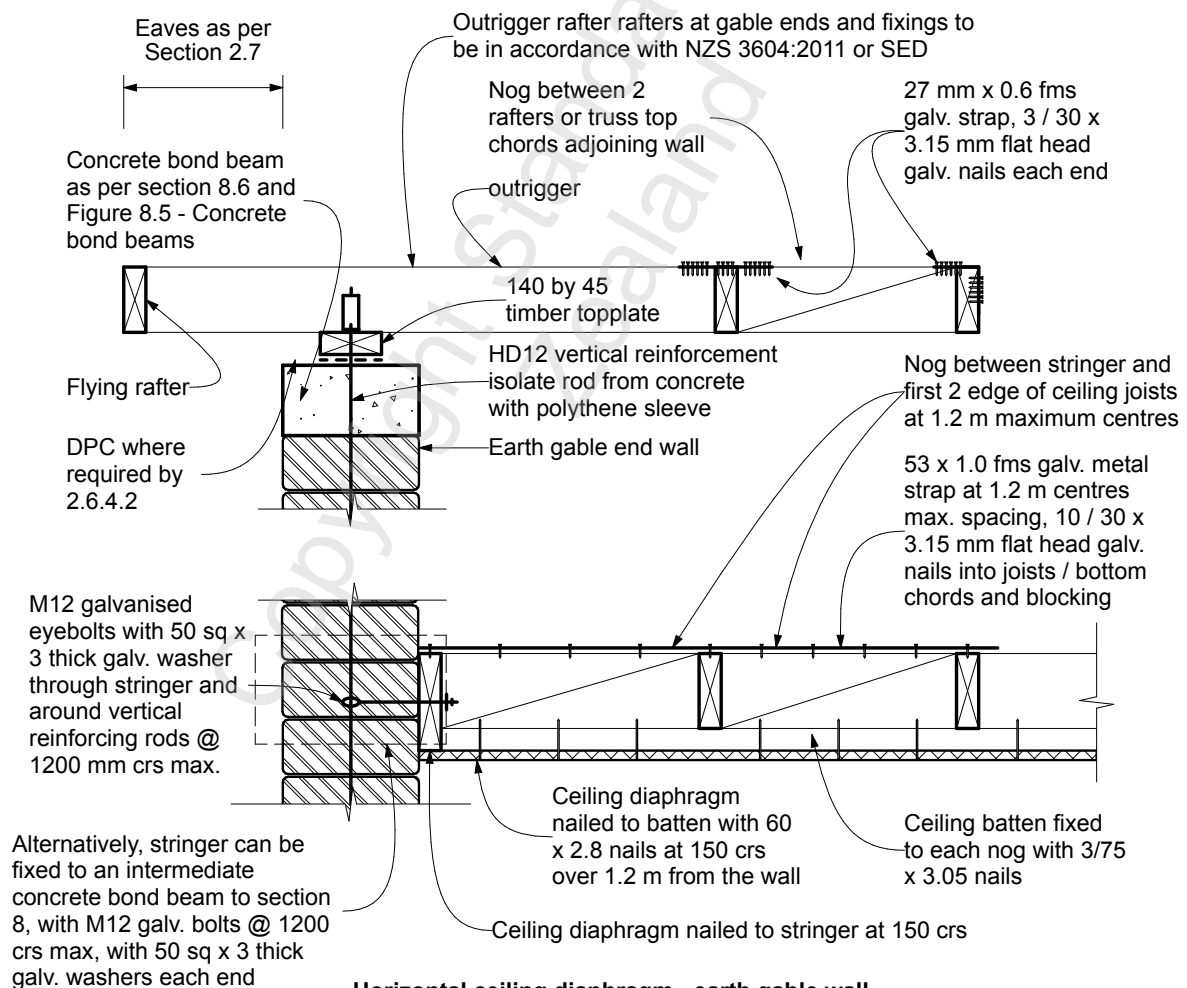 Eaves as per
Section 2.7
Outrigger rafter rafters at gable ends and fixings to
be in accordance with NZS 3604:2011 or SED
Nog between 2
rafters or truss top
chords adjoining wall
27 mm x 0.6 fms
galv. strap, 3 / 30 x
3.15 mm flat head
galv. nails each end
Concrete bond beam
as per section 8.6 and
Figure 8.5 - Concrete
bond beams
outrigger
140 by 45
timber topplate
Flying rafter
HD12 vertical reinforcement
isolate rod from concrete
with polythene sleeve
Nog between stringer and
first 2 edge of ceiling joists
at 1.2 m maximum centres
DPC where
required by
2.6.4.2
Earth gable end wall
53 x 1.0 fms galv. metal
strap at 1.2 m centres
max. spacing, 10 / 30 x
3.15 mm flat head galv.
nails into joists / bottom
chords and blocking
M12 galvanised
eyebolts with 50 sq x
3 thick galv. washer
through stringer and
around vertical
reinforcing rods @
1200 mm crs max.
Ceiling diaphragm
nailed to batten with 60
x 2.8 nails at 150 crs
over 1.2 m from the wall
Ceiling batten fixed
to each nog with 3/75
x 3.05 nails
Alternatively, stringer can be
fixed to an intermediate
concrete bond beam to section
8, with M12 galv. bolts @ 1200
crs max, with 50 sq x 3 thick
galv. washers each end
Ceiling diaphragm nailed to stringer at 150 crs
Horizontal ceiling diaphragm - earth gable wall
Copyright Standa
Zealand